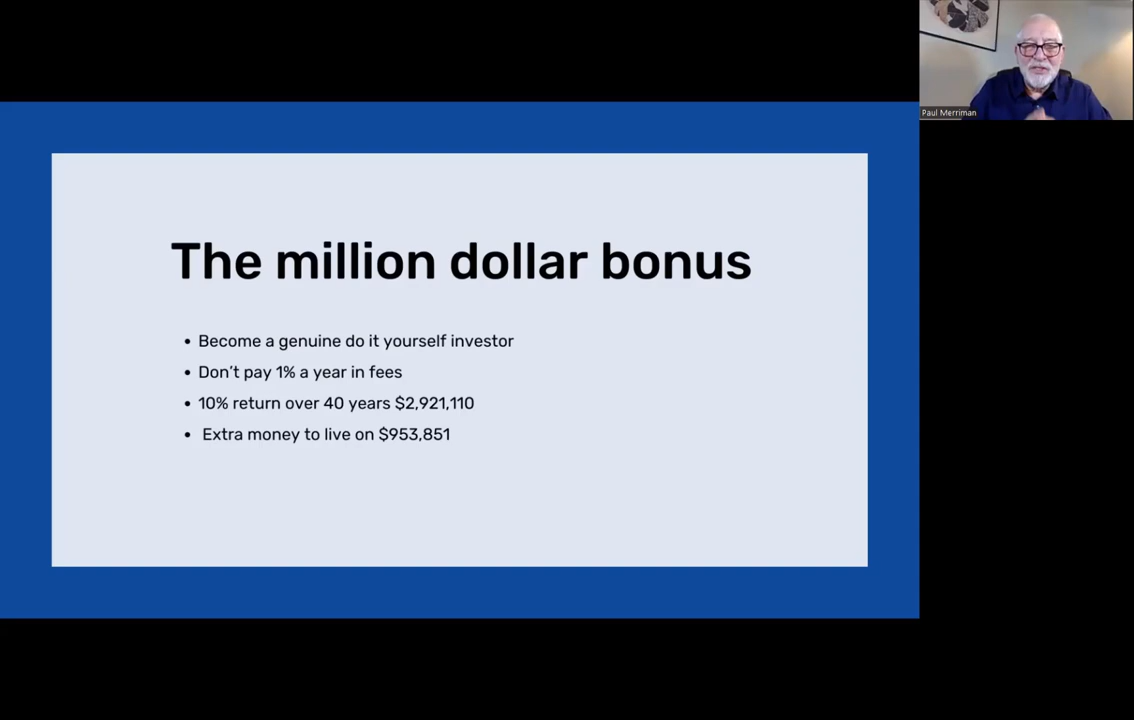 Paul Merriman
The million dollar bonus
• Become a genuine do it yourself investor
• Don’t pay 1% a year in fees
• 10% return over 40 years $2,921,110
• Extra money to live on $953,851